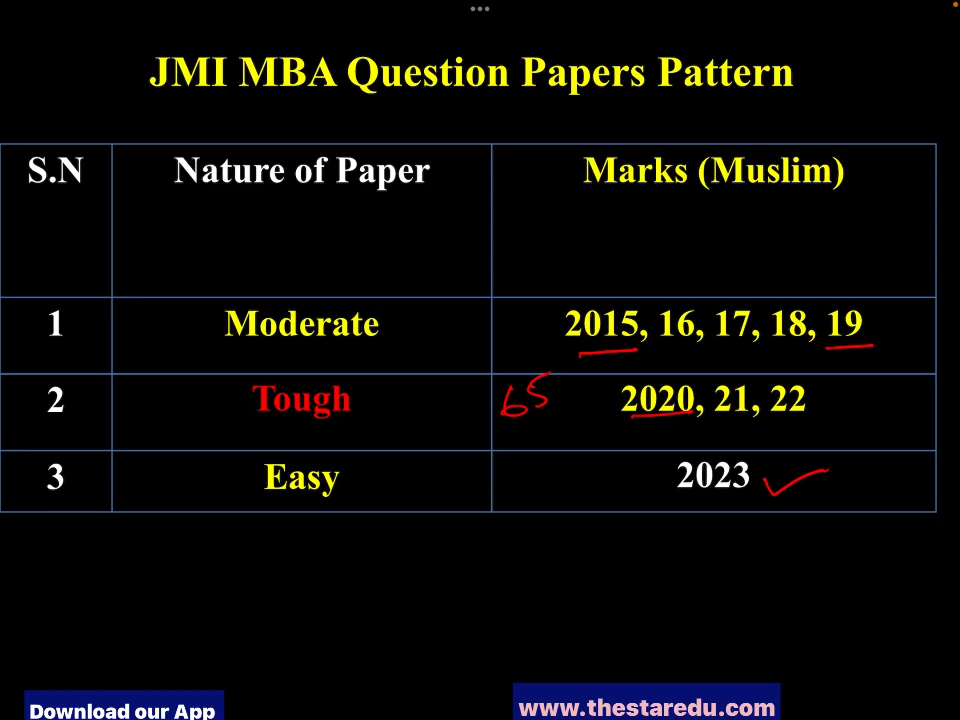 JMI MBA Question Papers Pattern
S.N Nature of Paper Marks (Muslim)
1 Moderate 2015, 16, 17, 18, 19
2 Tough 65 2020, 21, 22
3 Easy 2023
Download our App
www.thestaredu.com